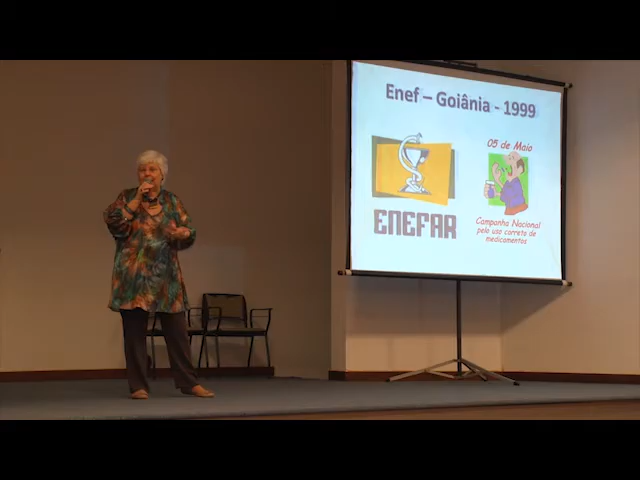 Enef – Goiânia - 1999
05 de Maio
ENEFAR
Campanha Nacional
pelo uso correto de
medicamentos